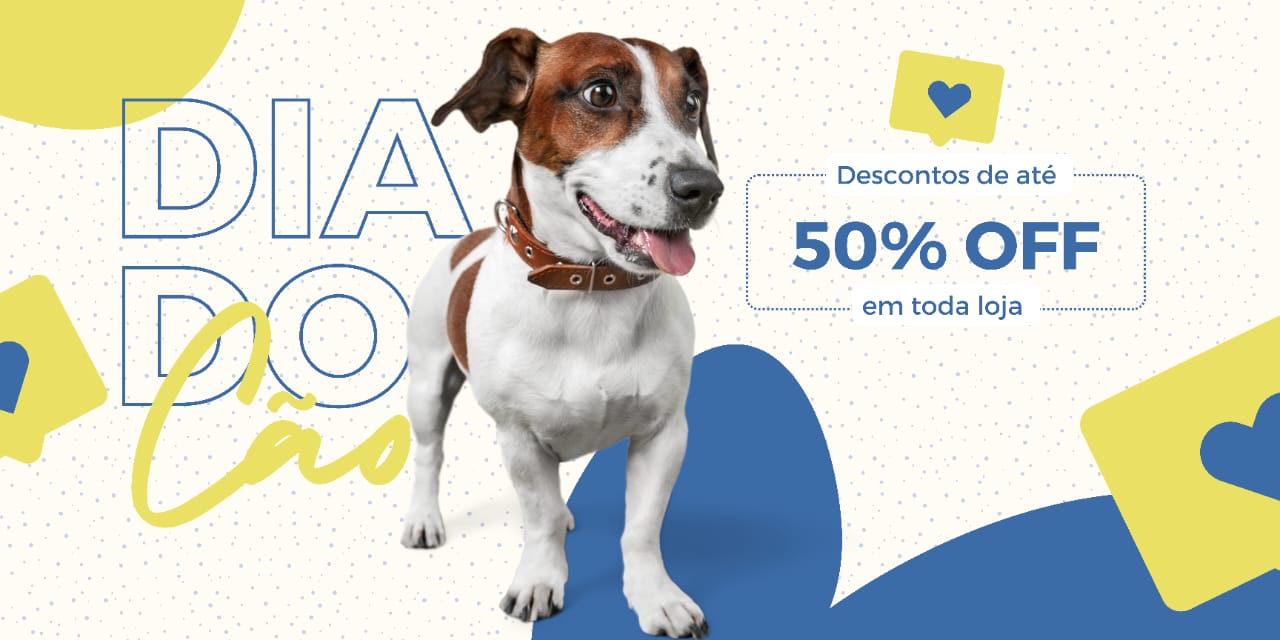 DIA
DO
Cão
Descontos de até
50% OFF
em toda loja